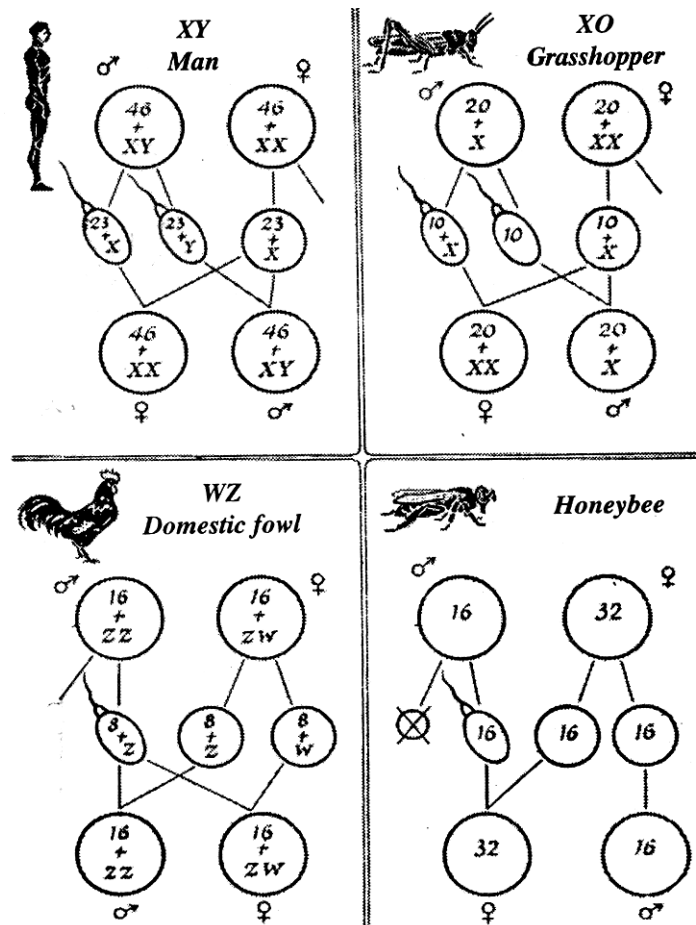 XY
Man
♂ ♀
46 46
+ +
XY XX
23 23 23
+ + +
X Y X
46 46
+ +
XX XY
♀ ♂
XO
Grasshopper
♂ ♀
20 20
+ +
X XX
10 10 10
+ +
X X
20 20
+ +
XX X
♀ ♂
WZ
Domestic fowl
♂ ♀
16 16
+ +
ZZ ZW
8 8 8
+ + +
Z Z W
16 16
+ +
ZZ ZW
♂ ♀
Honeybee
♂ ♀
16 32
16 16 16
32 16
♀ ♂